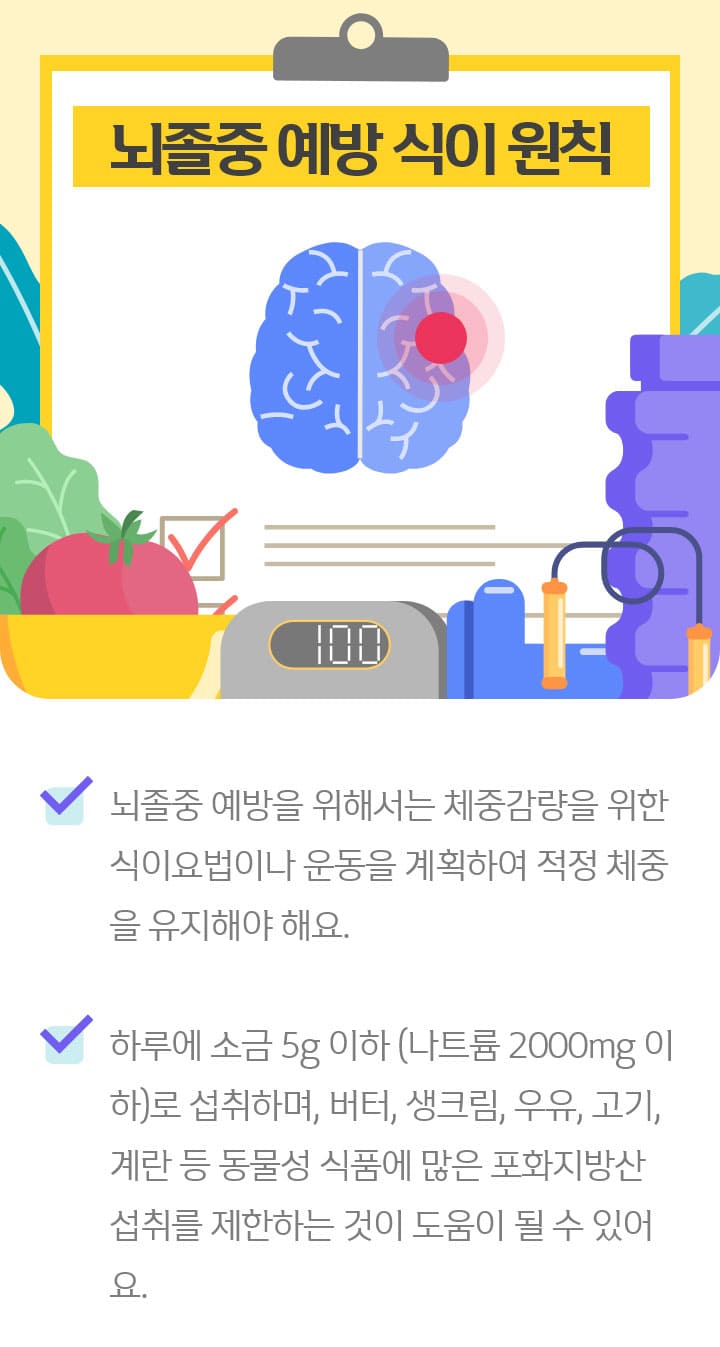 뇌졸중 예방 식이 원칙
100
뇌졸중 예방을 위해서는 체중감량을 위한
식이요법이나 운동을 계획하여 적정 체중
을 유지해야 해요.
하루에 소금 5g 이하 (나트륨 2000mg 이
하)로 섭취하며, 버터, 생크림, 우유, 고기,
계란 등 동물성 식품에 많은 포화지방산
섭취를 제한하는 것이 도움이 될 수 있어
요.